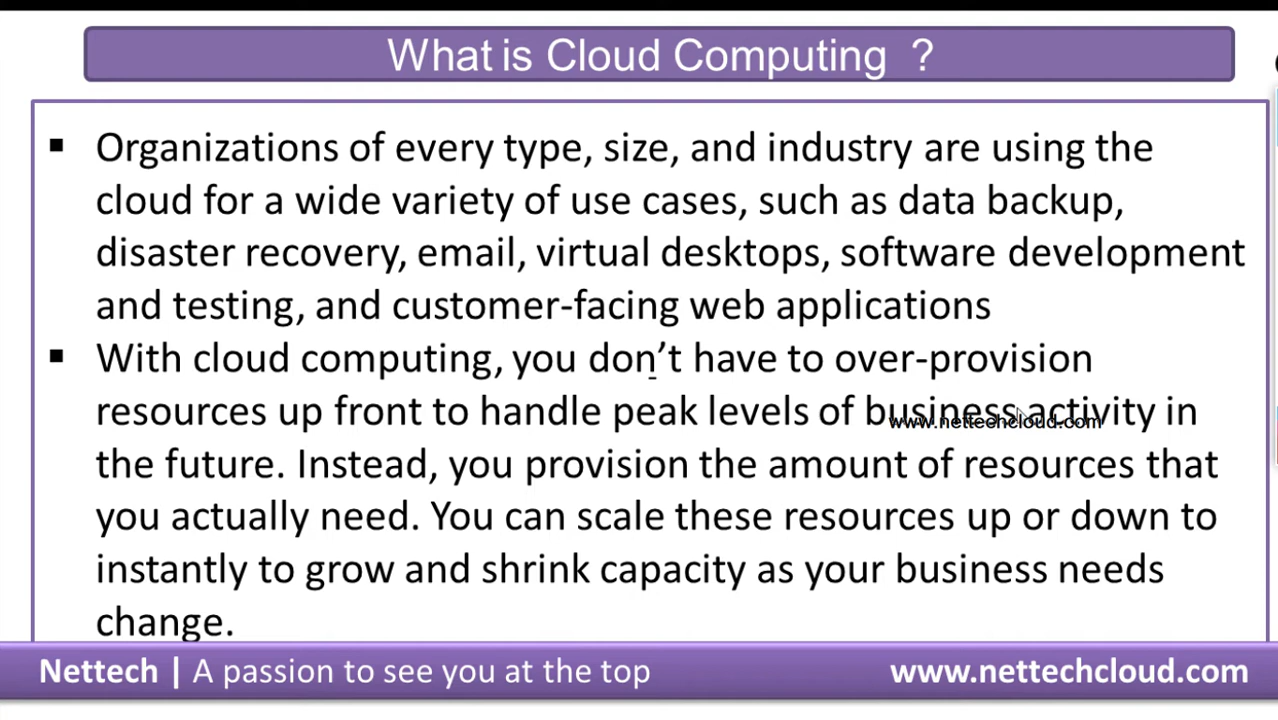 What is Cloud Computing ?
▪ Organizations of every type, size, and industry are using the
cloud for a wide variety of use cases, such as data backup,
disaster recovery, email, virtual desktops, software development
and testing, and customer-facing web applications
▪ With cloud computing, you don’t have to over-provision
resources up front to handle peak levels of business activity in
www.nettechcloud.com
the future. Instead, you provision the amount of resources that
you actually need. You can scale these resources up or down to
instantly to grow and shrink capacity as your business needs
change.
Nettech | A passion to see you at the top
www.nettechcloud.com